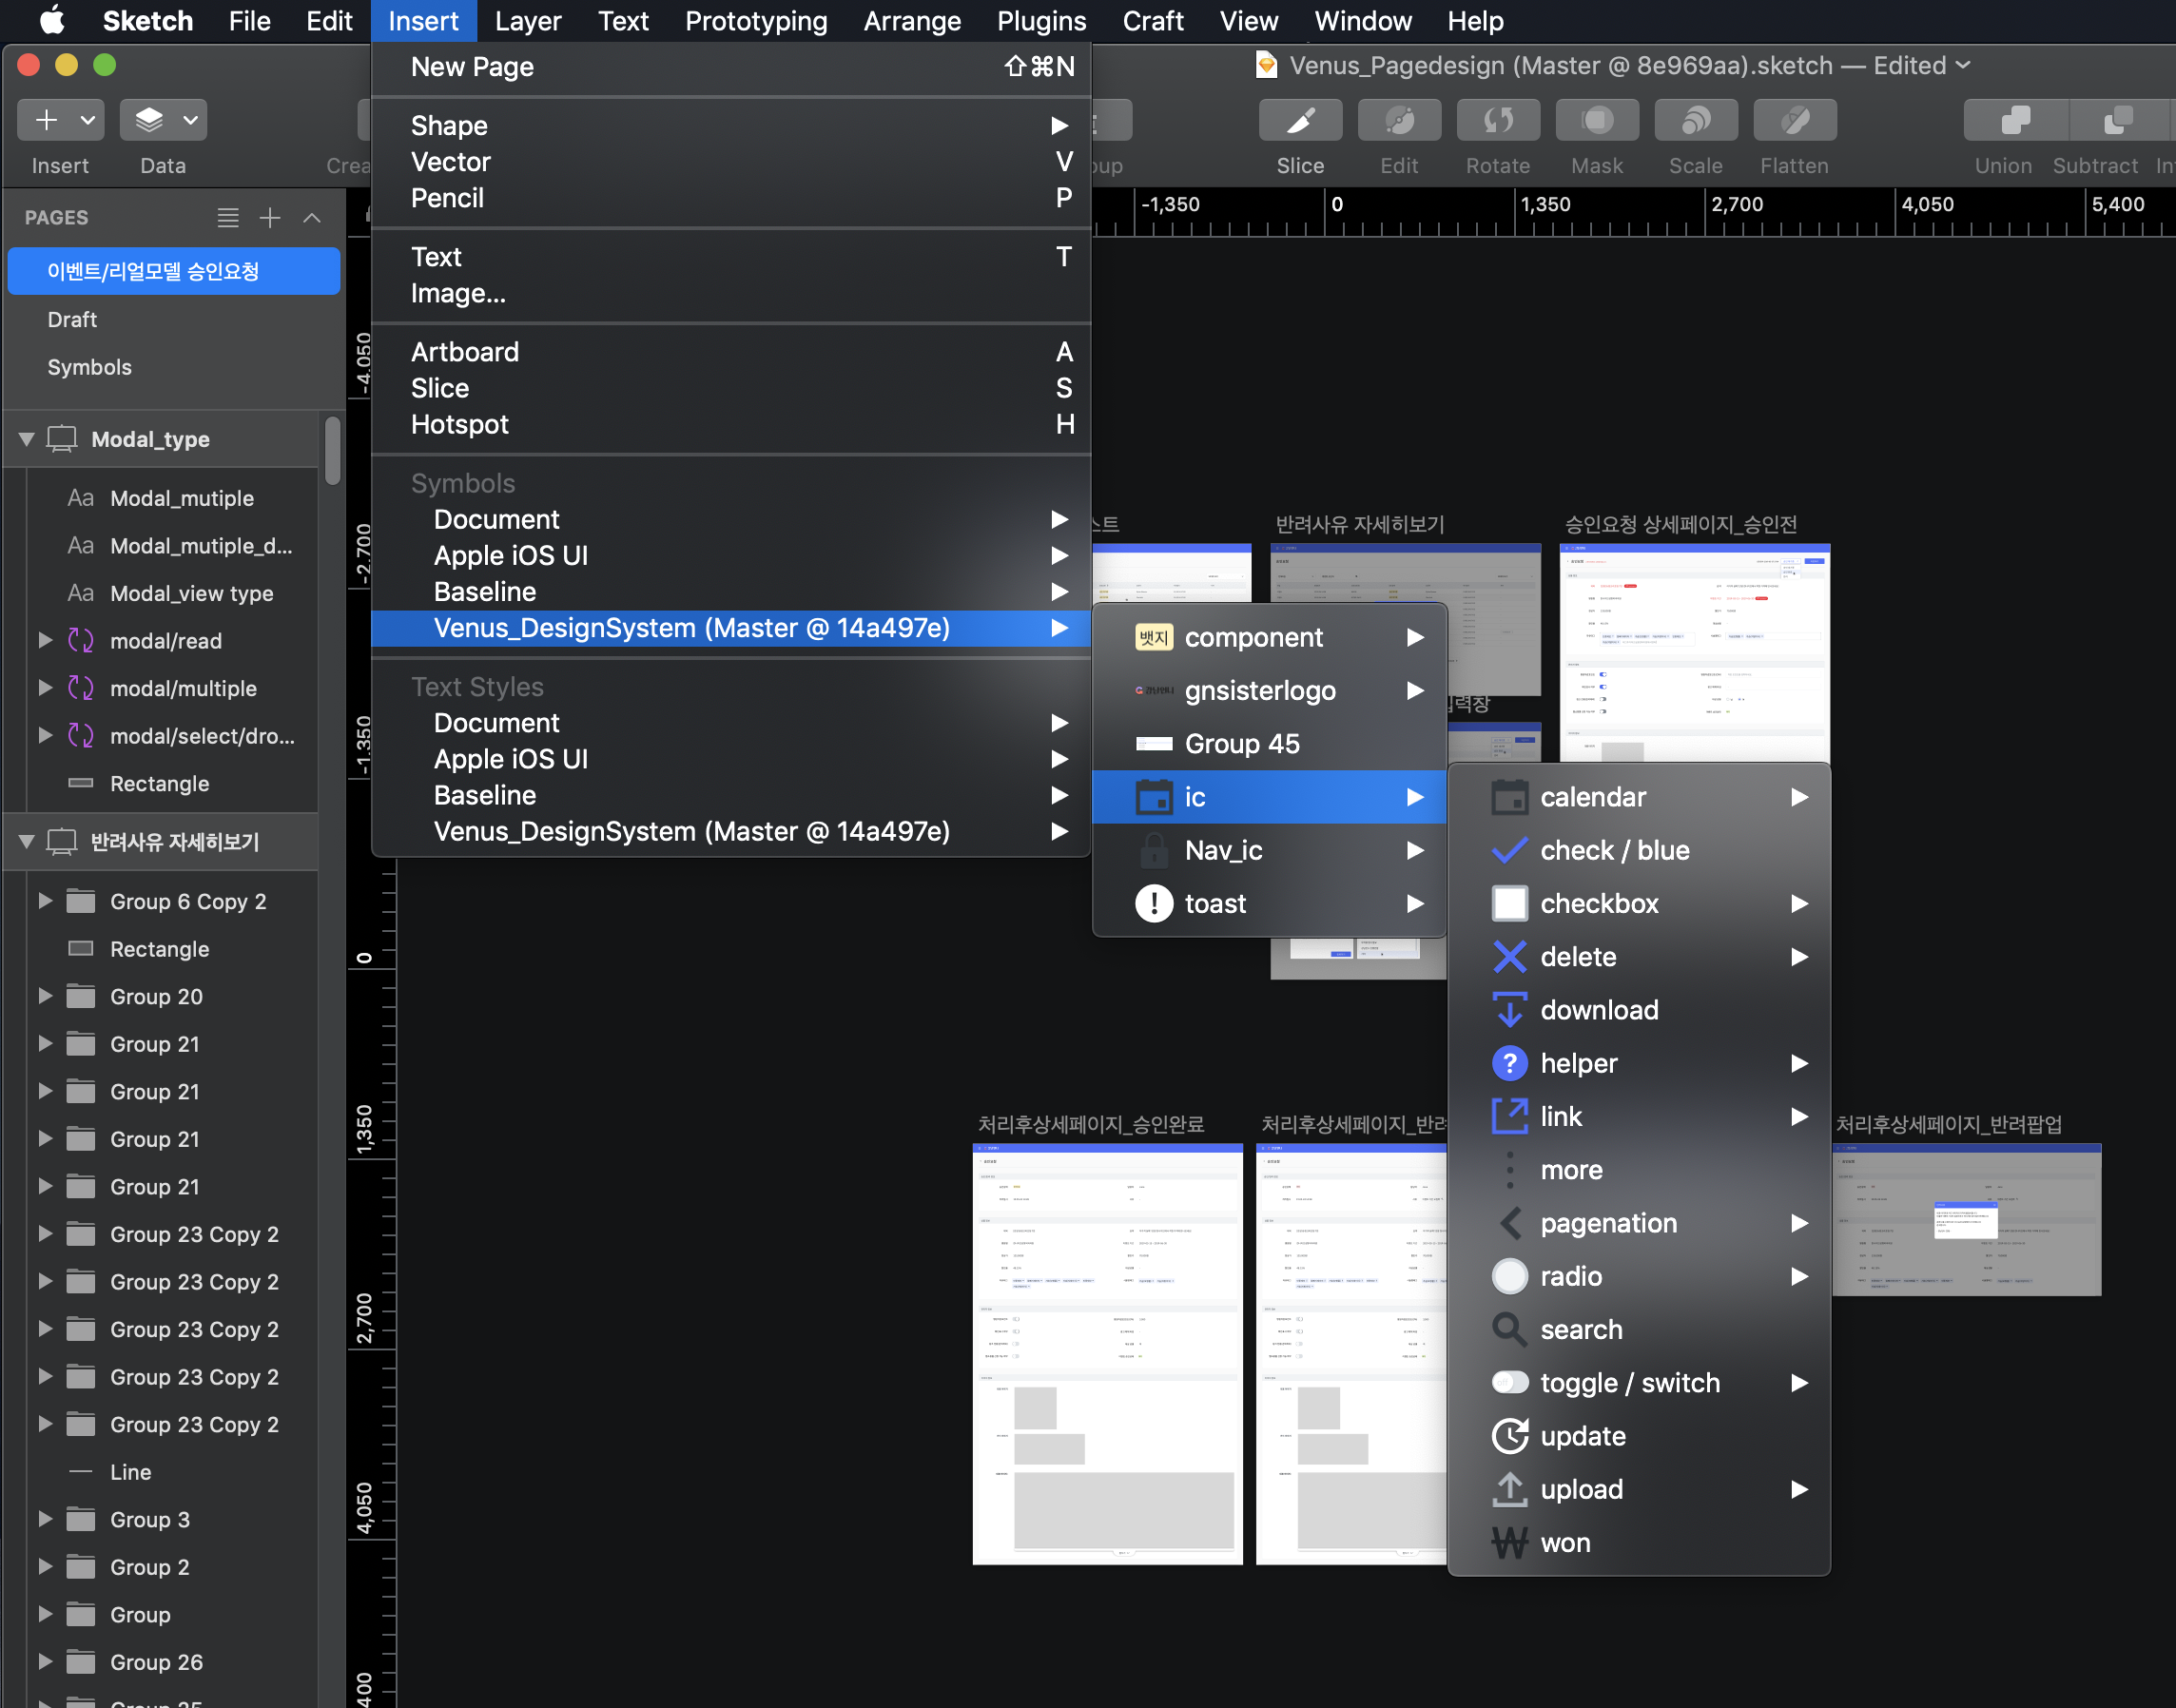 Sketch File Edit Insert Layer Text Prototyping Arrange Plugins Craft View Window Help
Venus_Pagedesign (Master @ 8e969aa).sketch — Edited
Insert Data
Slice Edit Rotate Mask Scale Flatten Union Subtract
-1,350 0 1,350 2,700 4,050 5,400
PAGES
이벤트/리얼모델 승인요청
Draft
Symbols
Modal_type
Modal_mutiple
Modal_mutiple_d...
Modal_view type
modal/read
modal/multiple
modal/select/dro...
Rectangle
반려사유 자세히보기
Group 6 Copy 2
Rectangle
Group 20
Group 21
Group 21
Group 21
Group 21
Group 23 Copy 2
Group 23 Copy 2
Group 23 Copy 2
Group 23 Copy 2
Group 23 Copy 2
Line
Group 3
Group 2
Group
Group 26
Group 25
-4,050
-2,700
-1,350
0
1,350
2,700
4,050
New Page ⇧⌘N
Shape
Vector V
Pencil P
Text T
Image...
Artboard A
Slice S
Hotspot H
Symbols
Document
Apple iOS UI
Baseline
Venus_DesignSystem (Master @ 14a497e)
Text Styles
Document
Apple iOS UI
Baseline
Venus_DesignSystem (Master @ 14a497e)
뱃지 component
gnsisterlogo
Group 45
ic
Nav_ic
toast
calendar
check / blue
checkbox
delete
download
helper
link
more
pagenation
radio
search
toggle / switch
update
upload
won
반려사유 자세히보기
승인요청 상세페이지_승인전
처리후상세페이지_승인완료
처리후상세페이지_반려
처리후상세페이지_반려팝업